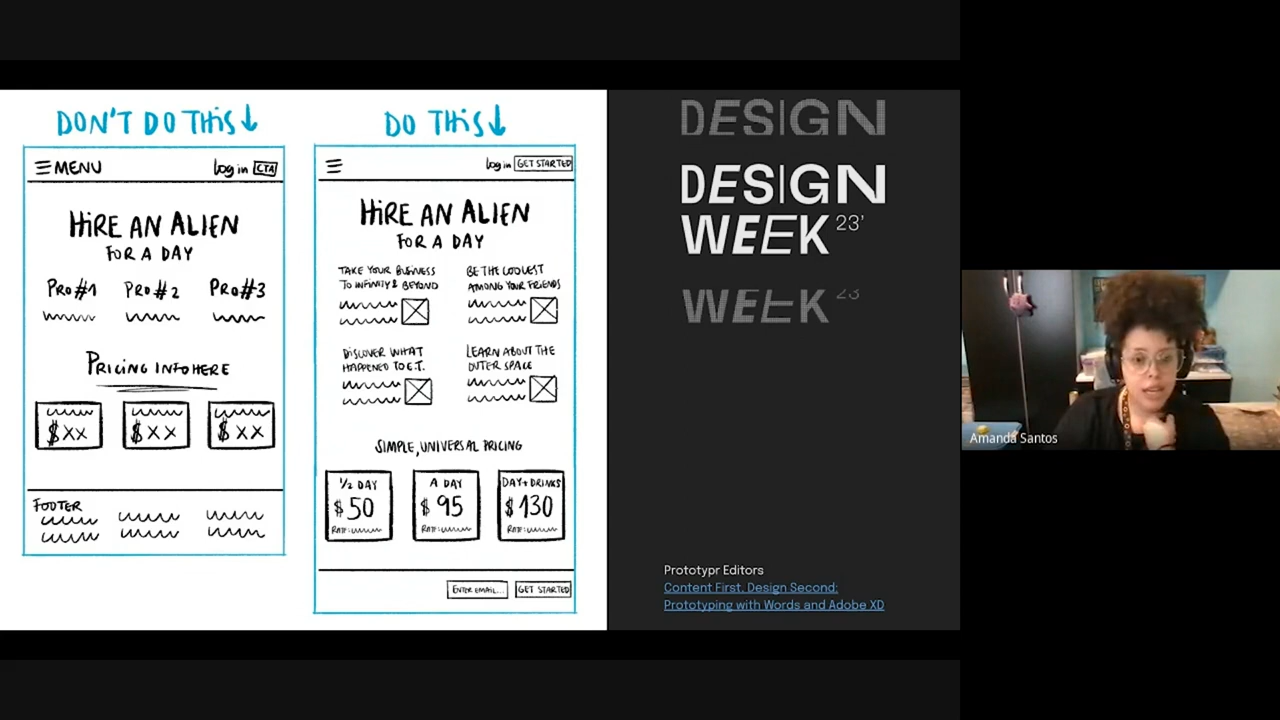 DON'T DO THIS↓
MENU
Log in CTA
HIRE AN ALIEN
FOR A DAY
PRO#1 PRO#2 PRO#3
PRICING INFO HERE
$XX $XX $XX
FOOTER
DO THIS↓
Log in GET STARTED
HIRE AN ALIEN
FOR A DAY
TAKE YOUR BUSINESS
TO INFINITY & BEYOND
BE THE COOLEST
AMONG YOUR FRIENDS
DISCOVER WHAT
HAPPENED TO E.T.
LEARN ABOUT THE
OUTER SPACE
SIMPLE, UNIVERSAL PRICING
1/2 DAY
$50
RATE:
A DAY
$95
RATE:
DAY + DRINKS
$130
RATE:
ENTER EMAIL... GET STARTED
DESIGN
DESIGN
WEEK 23'
WEEK 23
Prototypr Editors
Content First, Design Second:
Prototyping with Words and Adobe XD
Amanda Santos